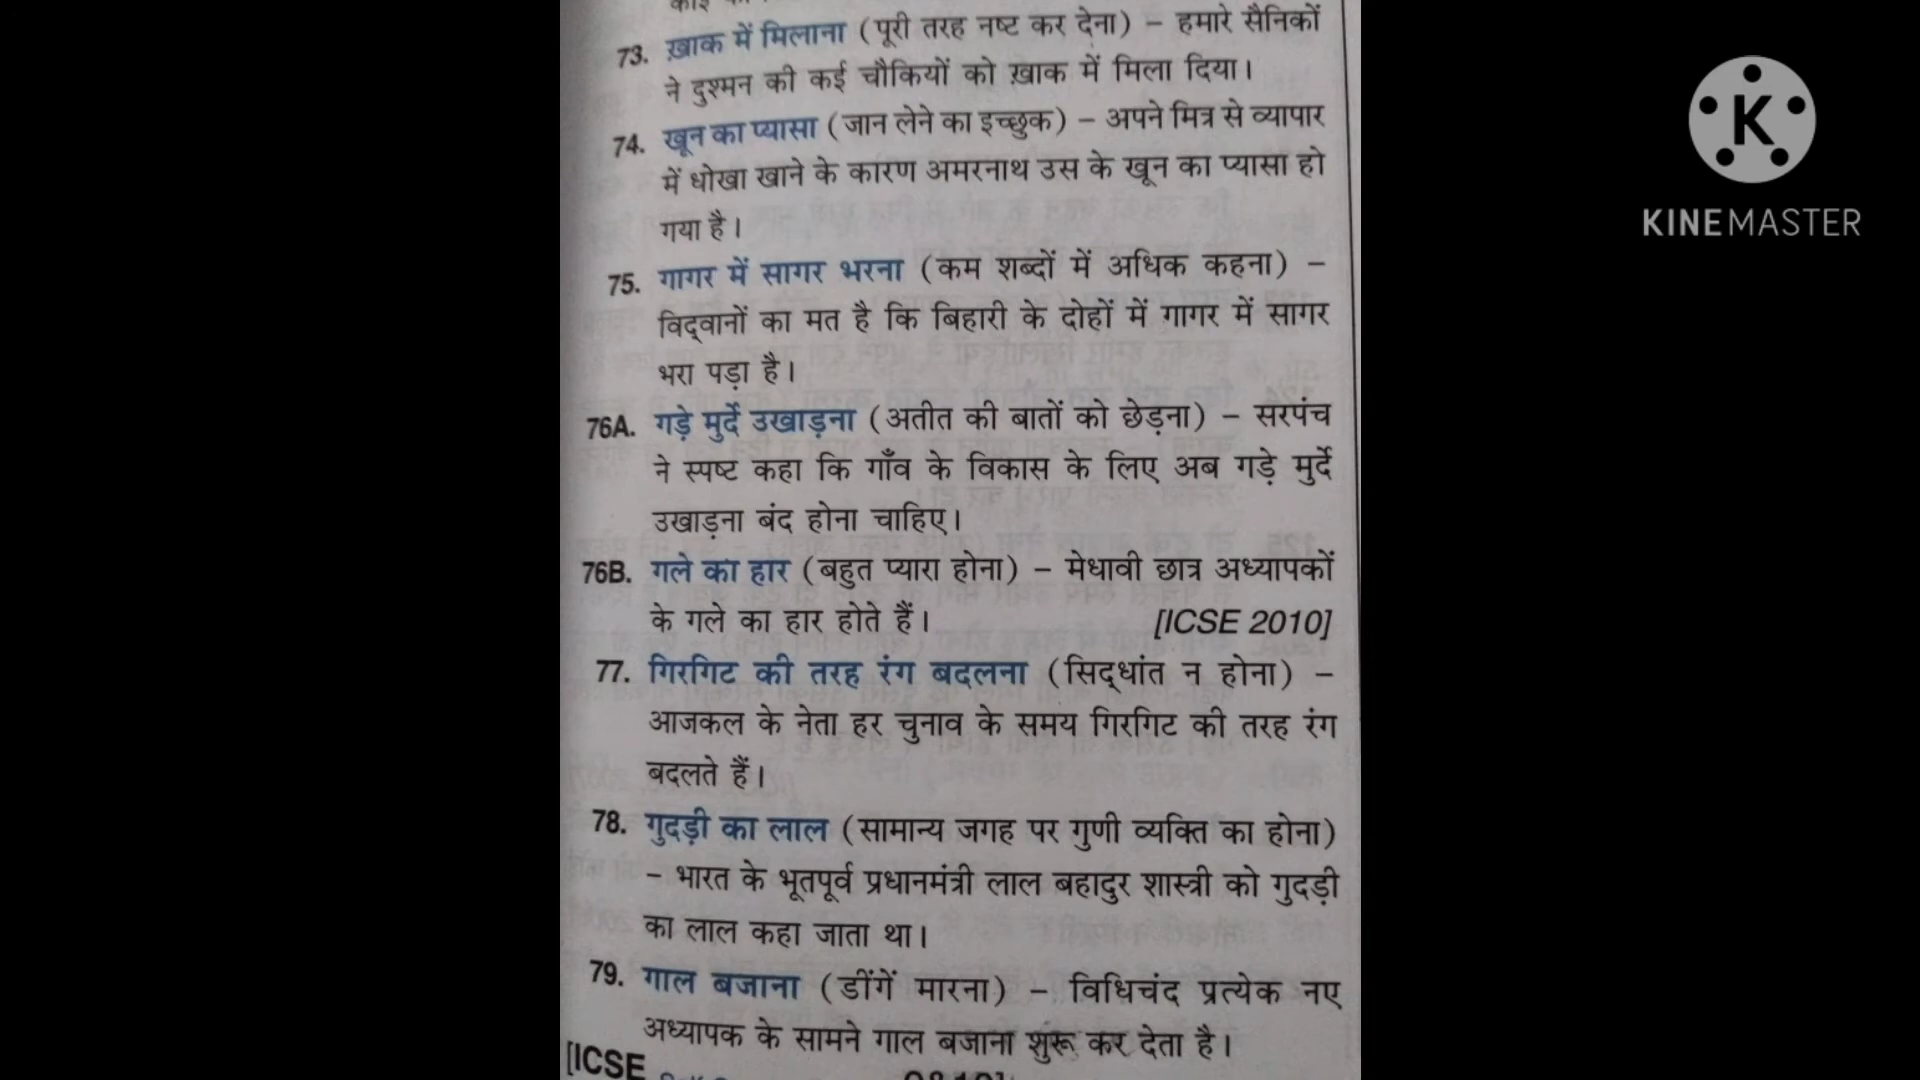 73. ख़ाक में मिलाना (पूरी तरह नष्ट कर देना) – हमारे सैनिकों
ने दुश्मन की कई चौकियों को ख़ाक में मिला दिया।
74. खून का प्यासा (जान लेने का इच्छुक) – अपने मित्र से व्यापार
में धोखा खाने के कारण अमरनाथ उस के खून का प्यासा हो
गया है।
75. गागर में सागर भरना (कम शब्दों में अधिक कहना) –
विद्वानों का मत है कि बिहारी के दोहों में गागर में सागर
भरा पड़ा है।
76A. गड़े मुर्दे उखाड़ना (अतीत की बातों को छेड़ना) – सरपंच
ने स्पष्ट कहा कि गाँव के विकास के लिए अब गड़े मुर्दे
उखाड़ना बंद होना चाहिए।
76B. गले का हार (बहुत प्यारा होना) – मेधावी छात्र अध्यापकों
के गले का हार होते हैं। [ICSE 2010]
77. गिरगिट की तरह रंग बदलना (सिद्धांत न होना) –
आजकल के नेता हर चुनाव के समय गिरगिट की तरह रंग
बदलते हैं।
78. गुदड़ी का लाल (सामान्य जगह पर गुणी व्यक्ति का होना)
– भारत के भूतपूर्व प्रधानमंत्री लाल बहादुर शास्त्री को गुदड़ी
का लाल कहा जाता था।
79. गाल बजाना (डींगें मारना) – विधिचंद प्रत्येक नए
अध्यापक के सामने गाल बजाना शुरू कर देता है।
[ICSE
K
KINEMASTER